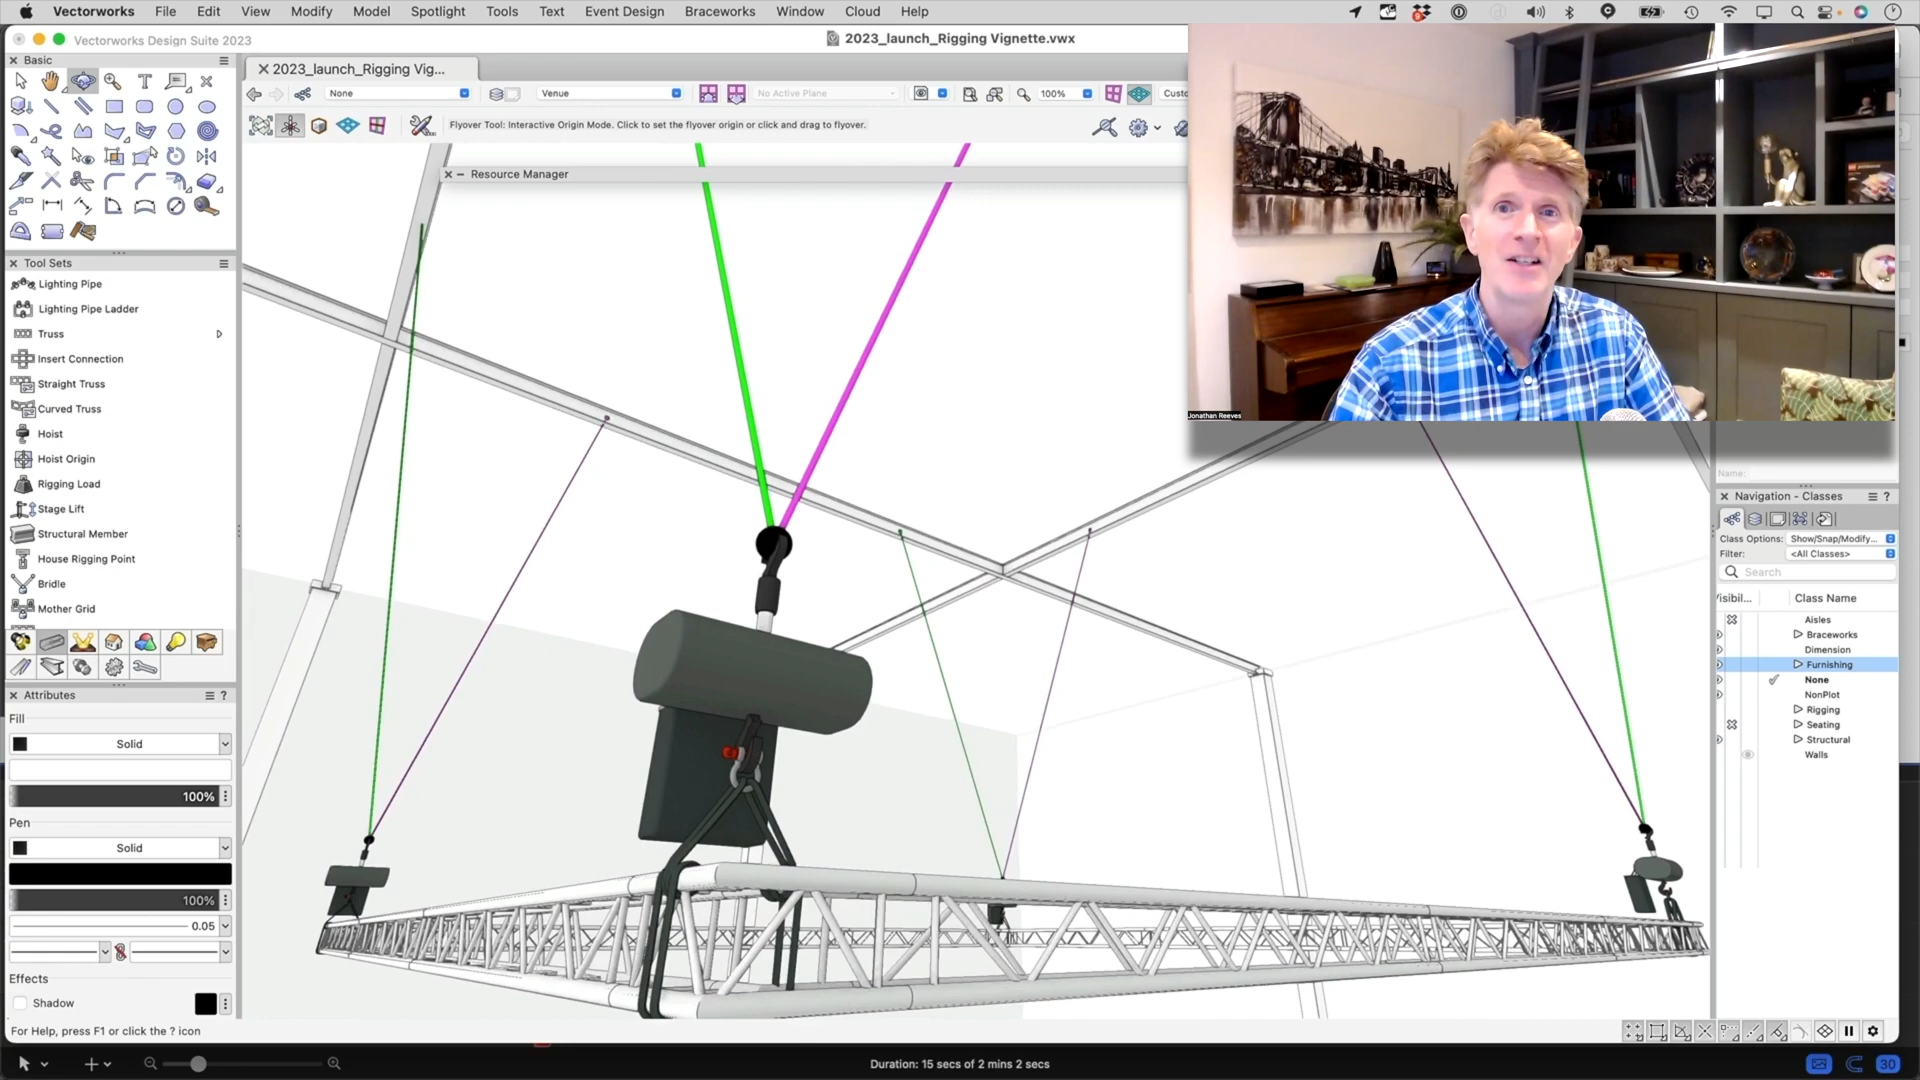 Vectorworks File Edit View Modify Model Spotlight Tools Text Event Design Braceworks Window Cloud Help
Vectorworks Design Suite 2023
2023_launch_Rigging Vignette.vwx
Basic
2023_launch_Rigging Vig...
None
Venue
No Active Plane
100%
Custo
Flyover Tool: Interactive Origin Mode. Click to set the flyover origin or click and drag to flyover.
Resource Manager
Tool Sets
Lighting Pipe
Lighting Pipe Ladder
Truss
Insert Connection
Straight Truss
Curved Truss
Hoist
Hoist Origin
Rigging Load
Stage Lift
Structural Member
House Rigging Point
Bridle
Mother Grid
Attributes
Fill
Solid
100%
Pen
Solid
100%
0.05
Effects
Shadow
For Help, press F1 or click the ? icon
Jonathan Reeves
Name:
Navigation - Classes
Class Options: Show/Snap/Modify...
Filter: <All Classes>
Search
Visibil... Class Name
Aisles
Braceworks
Dimension
Furnishing
None
NonPlot
Rigging
Seating
Structural
Walls
Duration: 15 secs of 2 mins 2 secs
30